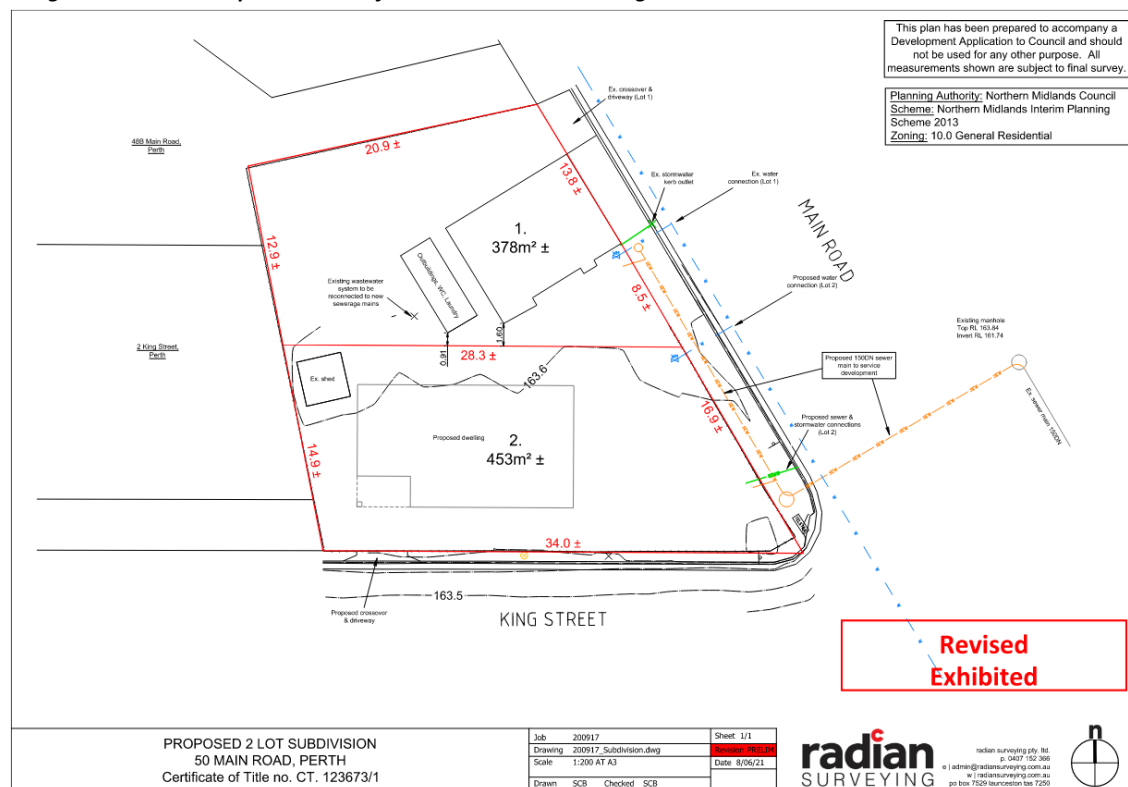 This plan has been prepared to accompany a
Development Application to Council and should
not be used for any other purpose. All
measurements shown are subject to final survey.
Planning Authority: Northern Midlands Council
Scheme: Northern Midlands Interim Planning
Scheme 2013
Zoning: 10.0 General Residential
Ex. crossover &
driveway (Lot 1)
48B Main Road,
Perth
20.9 ±
13.8 ±
Ex. stormwater
kerb outlet
Ex. water
connection (Lot 1)
MAIN ROAD
1.
378m² ±
12.9 ±
Outbuildings, WC, Laundry
Existing wastewater
system to be
reconnected to new
sewerage mains
8.5 ±
Proposed water
connection (Lot 2)
Existing manhole
Top RL 163.84
Invert RL 161.74
2 King Street,
Perth
1.60
0.91
28.3 ±
163.6
Ex. shed
Proposed 150DN sewer
main to service
development
Ex. sewer main 150DN
16.9 ±
Proposed sewer &
stormwater connections
(Lot 2)
Proposed dwelling
2.
453m² ±
14.9 ±
34.0 ±
163.5
Proposed crossover
& driveway
KING STREET
Revised
Exhibited
PROPOSED 2 LOT SUBDIVISION
50 MAIN ROAD, PERTH
Certificate of Title no. CT. 123673/1
Job 200917
Sheet 1/1
Drawing 200917_Subdivision.dwg
Revision PRELIM
Scale 1:200 AT A3
Date 8/06/21
Drawn SCB Checked SCB
radian
SURVEYING
radian surveying pty. ltd.
p. 0407 152 366
e | admin@radiansurveying.com.au
w | radiansurveying.com.au
po box 7529 launceston tas 7250
n